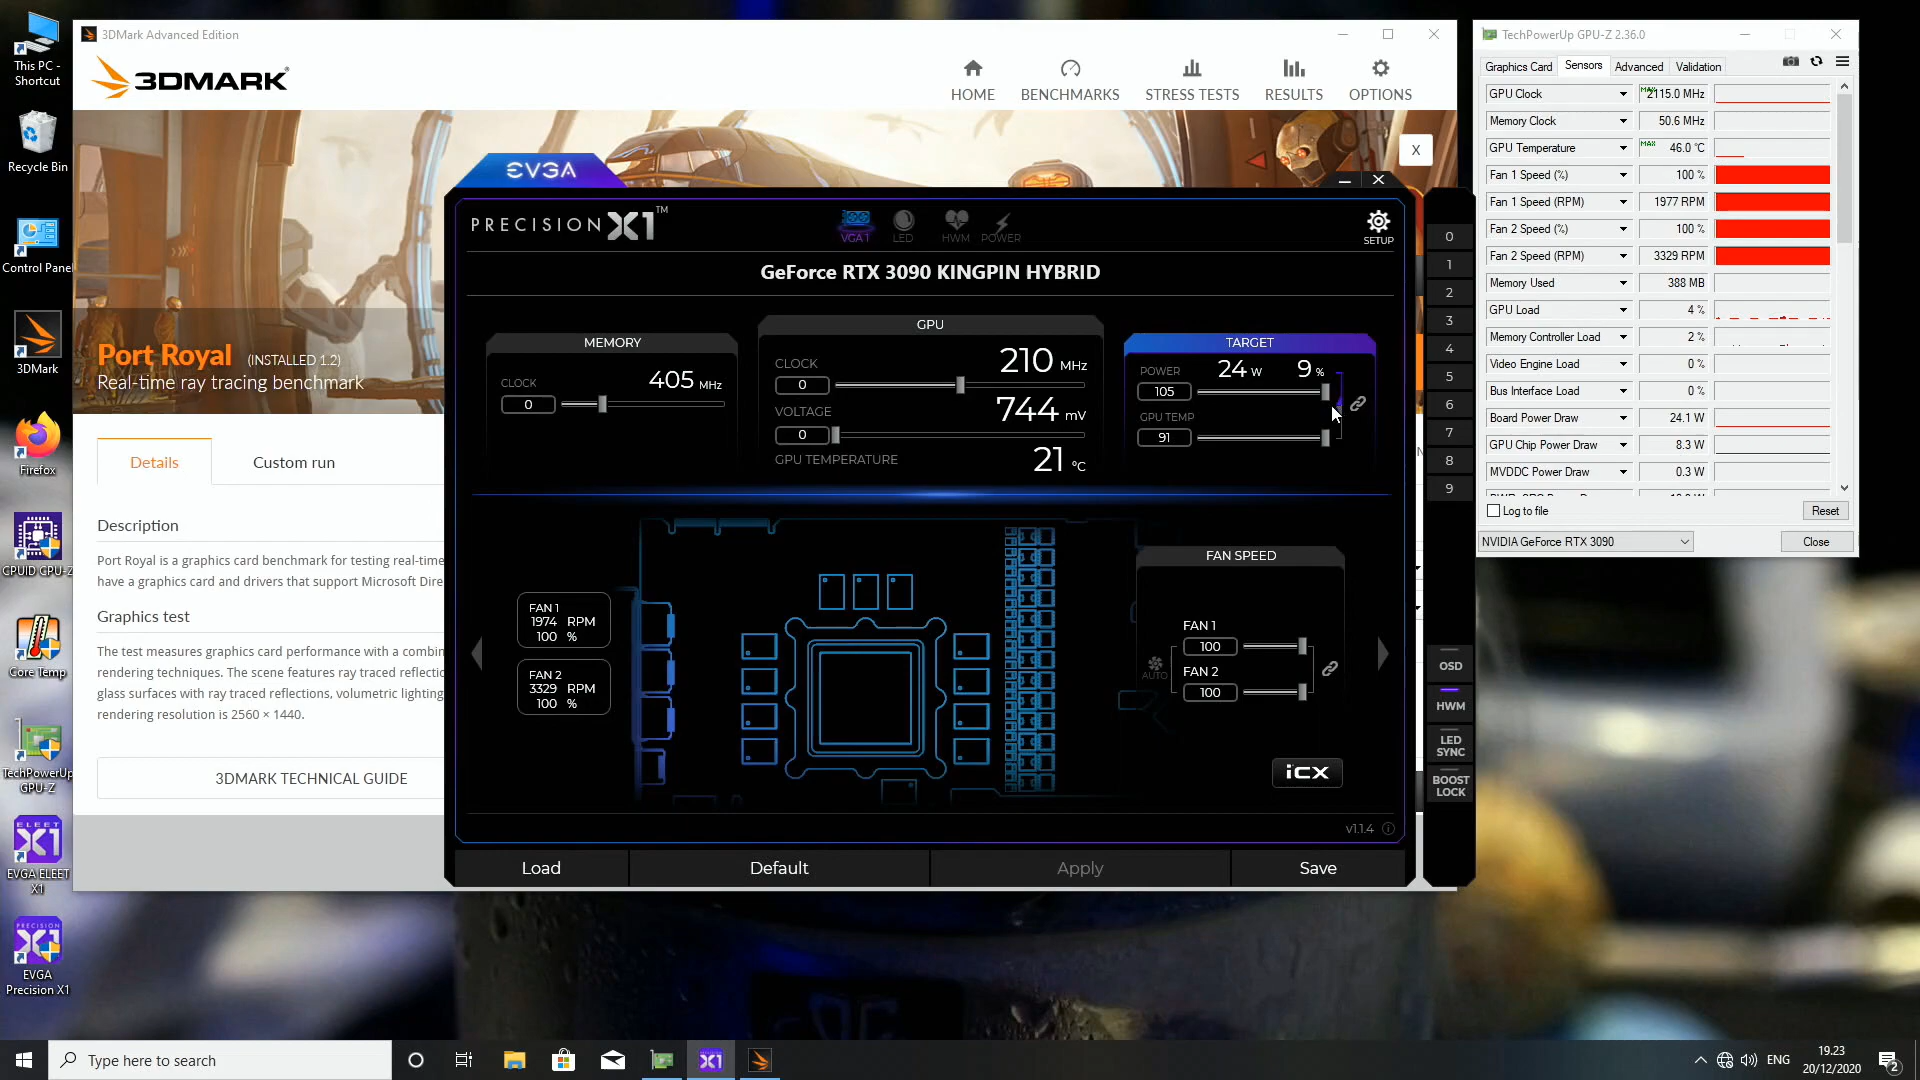 This PC -
Shortcut
Recycle Bin
Control Panel
3DMark
Firefox
CPUID CPU-Z
Core Temp
TechPowerUp
GPU-Z
EVGA ELEET
X1
EVGA
Precision X1
3DMark Advanced Edition
3DMARK
HOME
BENCHMARKS
STRESS TESTS
RESULTS
OPTIONS
X
Port Royal (INSTALLED 1.2)
Real-time ray tracing benchmark
Details
Custom run
Description
Port Royal is a graphics card benchmark for testing real-time
have a graphics card and drivers that support Microsoft Dire
Graphics test
The test measures graphics card performance with a combin
rendering techniques. The scene features ray traced reflectio
glass surfaces with ray traced reflections, volumetric lighting
rendering resolution is 2560 × 1440.
3DMARK TECHNICAL GUIDE
EVGA
PRECISION X1™
VGA1
LED
HWM
POWER
SETUP
GeForce RTX 3090 KINGPIN HYBRID
MEMORY
CLOCK
405 MHz
0
GPU
CLOCK
210 MHz
0
VOLTAGE
744 mV
0
GPU TEMPERATURE
21 °C
TARGET
POWER
24 W
9 %
105
GPU TEMP
91
FAN 1
1974 RPM
100 %
FAN 2
3329 RPM
100 %
FAN SPEED
FAN 1
100
AUTO
FAN 2
100
iCX
v1.1.4
Load
Default
Apply
Save
0
1
2
3
4
5
6
7
8
9
OSD
HWM
LED
SYNC
BOOST
LOCK
TechPowerUp GPU-Z 2.36.0
Graphics Card
Sensors
Advanced
Validation
GPU Clock MAX 2115.0 MHz
Memory Clock 50.6 MHz
GPU Temperature MAX 46.0 °C
Fan 1 Speed (%) 100 %
Fan 1 Speed (RPM) 1977 RPM
Fan 2 Speed (%) 100 %
Fan 2 Speed (RPM) 3329 RPM
Memory Used 388 MB
GPU Load 4 %
Memory Controller Load 2 %
Video Engine Load 0 %
Bus Interface Load 0 %
Board Power Draw 24.1 W
GPU Chip Power Draw 8.3 W
MVDDC Power Draw 0.3 W
Log to file
Reset
NVIDIA GeForce RTX 3090
Close
Type here to search
X1
ENG
19.23
20/12/2020
2